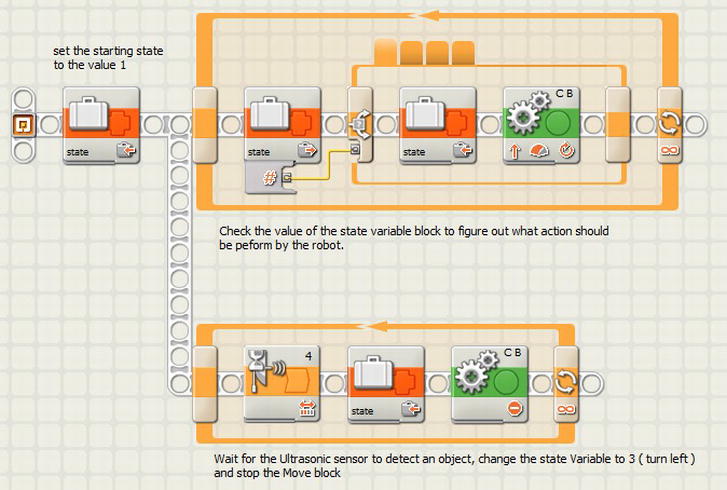 set the starting state
to the value 1
C B
state
state
state
#
Check the value of the state variable block to figure out what action should
be peform by the robot.
4
C B
state
Wait for the Ultrasonic sensor to detect an object, change the state Variable to 3 ( turn left )
and stop the Move block